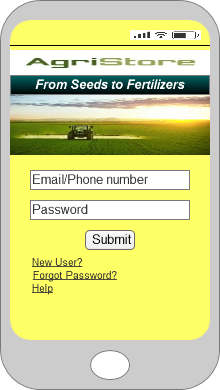 AgriStore
From Seeds to Fertilizers
Email/Phone number
Password
Submit
New User?
Forgot Password?
Help